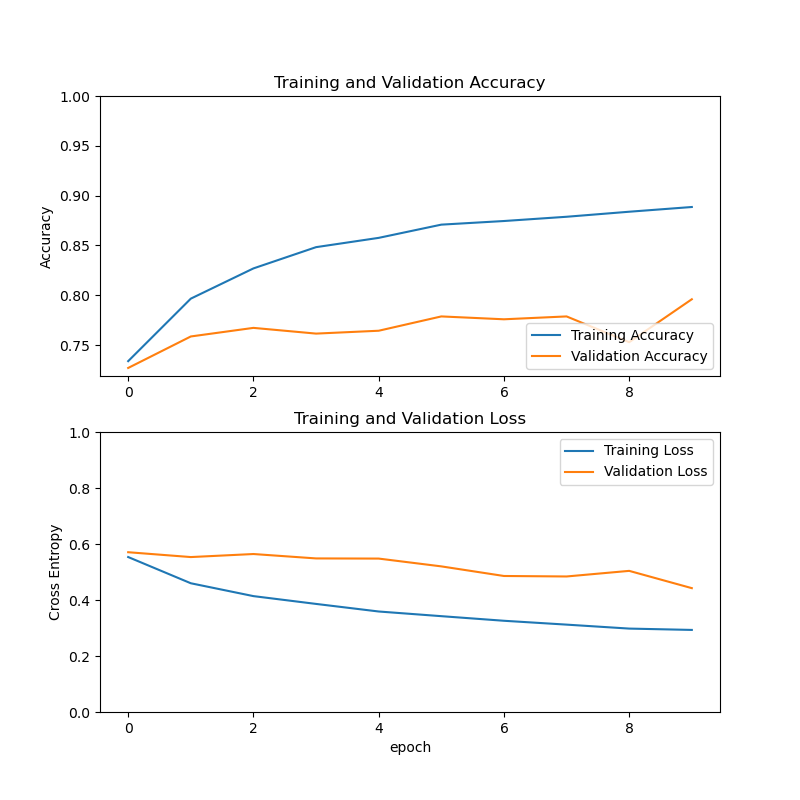 Training and Validation Accuracy
1.00
0.95
0.90
0.85
0.80
0.75
Accuracy
Training Accuracy
Validation Accuracy
0 2 4 6 8
Training and Validation Loss
1.0
0.8
0.6
0.4
0.2
0.0
Cross Entropy
Training Loss
Validation Loss
0 2 4 6 8
epoch